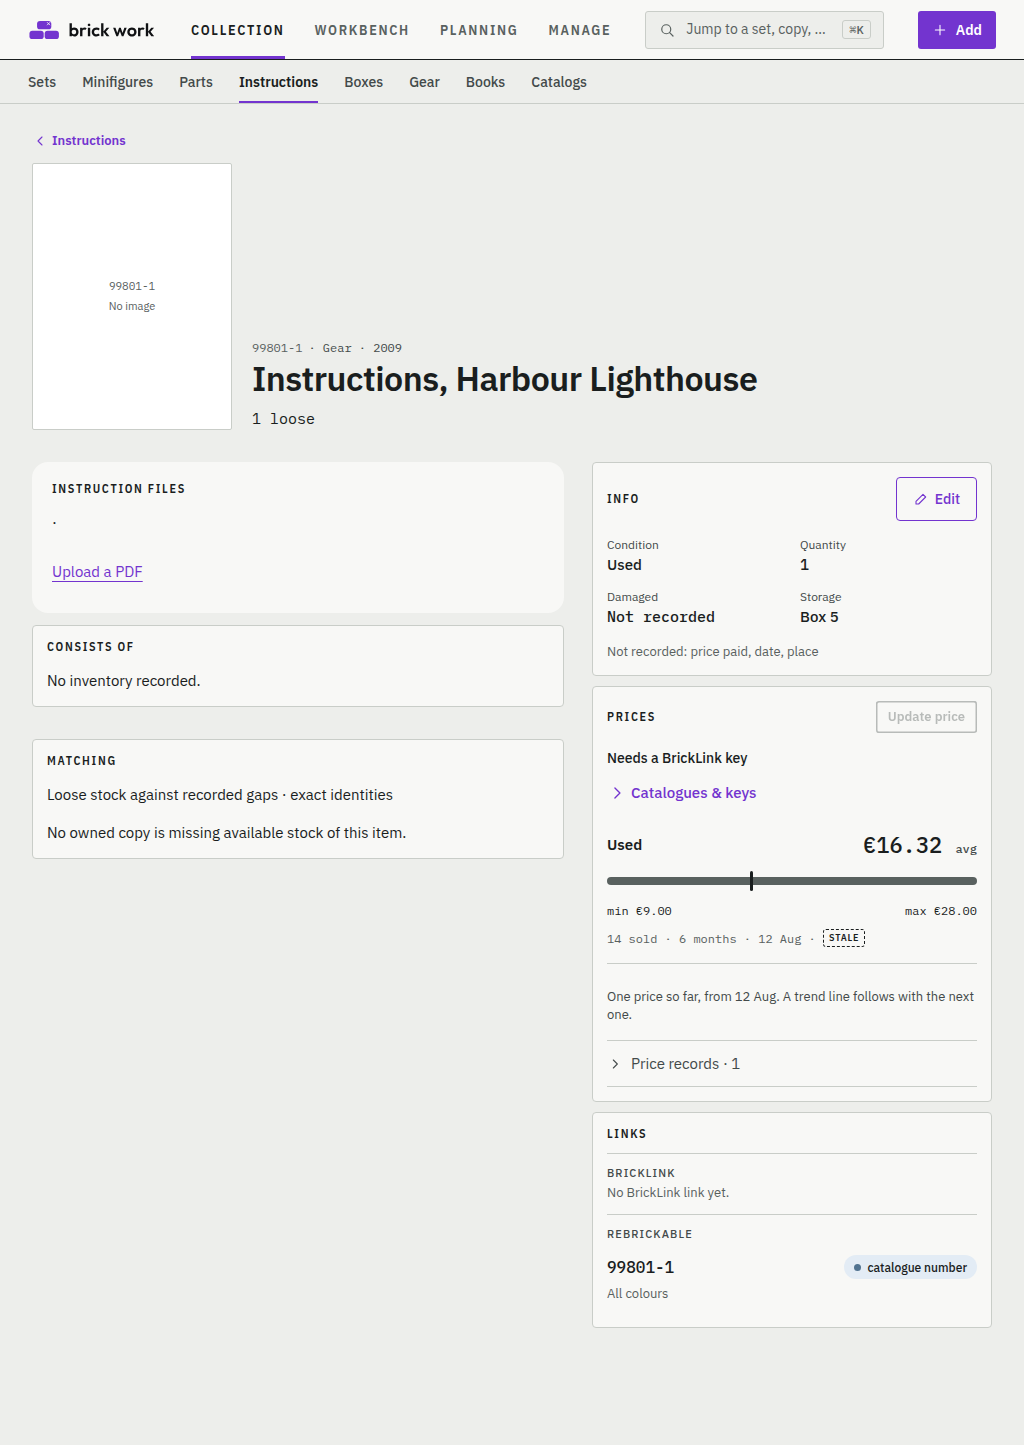 brick work
COLLECTION
WORKBENCH
PLANNING
MANAGE
Jump to a set, copy, ...
⌘K
Add
Sets
Minifigures
Parts
Instructions
Boxes
Gear
Books
Catalogs
Instructions
99801-1
No image
99801-1 · Gear · 2009
Instructions, Harbour Lighthouse
1 loose
INSTRUCTION FILES
.
Upload a PDF
CONSISTS OF
No inventory recorded.
MATCHING
Loose stock against recorded gaps · exact identities
No owned copy is missing available stock of this item.
INFO
Edit
Condition
Used
Quantity
1
Damaged
Not recorded
Storage
Box 5
Not recorded: price paid, date, place
PRICES
Update price
Needs a BrickLink key
Catalogues & keys
Used
€16.32 avg
min €9.00
max €28.00
14 sold · 6 months · 12 Aug · STALE
One price so far, from 12 Aug. A trend line follows with the next
one.
Price records · 1
LINKS
BRICKLINK
No BrickLink link yet.
REBRICKABLE
99801-1
catalogue number
All colours